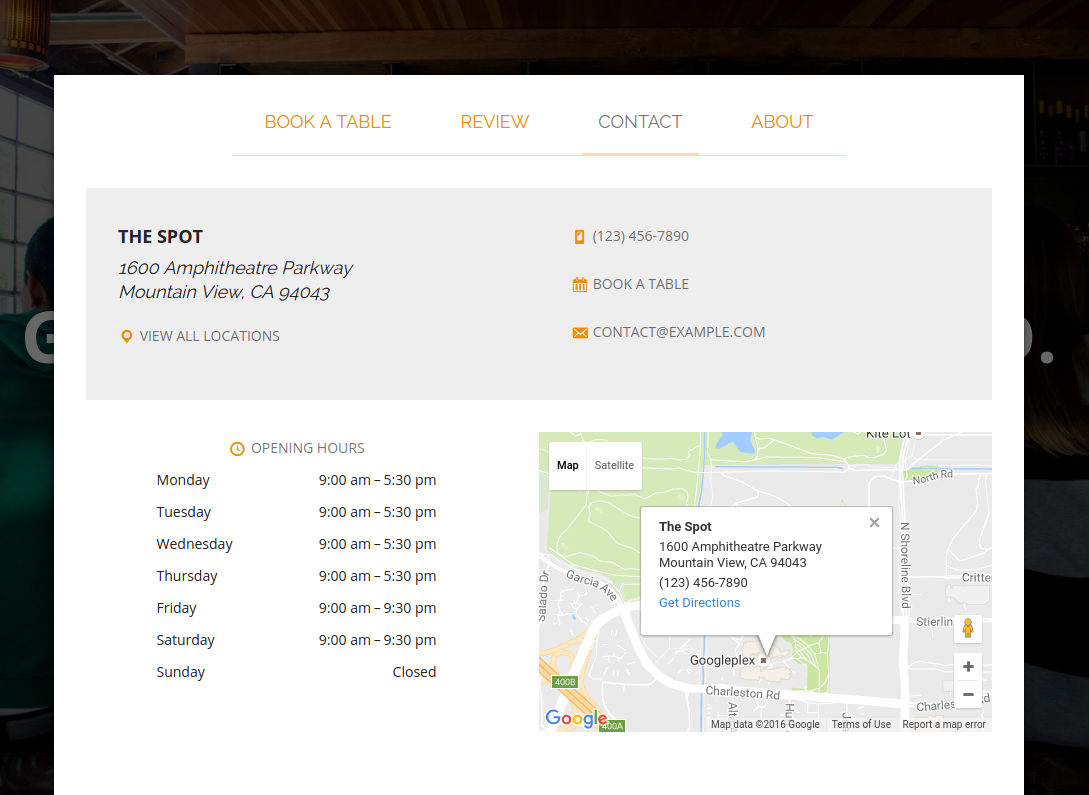 BOOK A TABLE REVIEW CONTACT ABOUT
THE SPOT
1600 Amphitheatre Parkway
Mountain View, CA 94043
VIEW ALL LOCATIONS
(123) 456-7890
BOOK A TABLE
CONTACT@EXAMPLE.COM
OPENING HOURS
Monday 9:00 am – 5:30 pm
Tuesday 9:00 am – 5:30 pm
Wednesday 9:00 am – 5:30 pm
Thursday 9:00 am – 5:30 pm
Friday 9:00 am – 9:30 pm
Saturday 9:00 am – 9:30 pm
Sunday Closed
Kite Lot
Map Satellite
North Rd
The Spot
1600 Amphitheatre Parkway
Mountain View, CA 94043
(123) 456-7890
Get Directions
N Shoreline Blvd
Garcia Ave
Salado Dr
Critte
Stierlin
Googleplex
400B
Charleston Rd
Charles
Google
400A
Map data ©2016 Google Terms of Use Report a map error